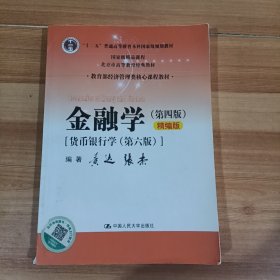 "十二五"普通高等教育本科国家级规划教材
国家级精品课程
北京市高等教育经典教材
教育部经济管理类核心课程教材
金融学(第四版)
精编版
[货币银行学(第六版)]
编著 黄达 张杰
中国人民大学出版社